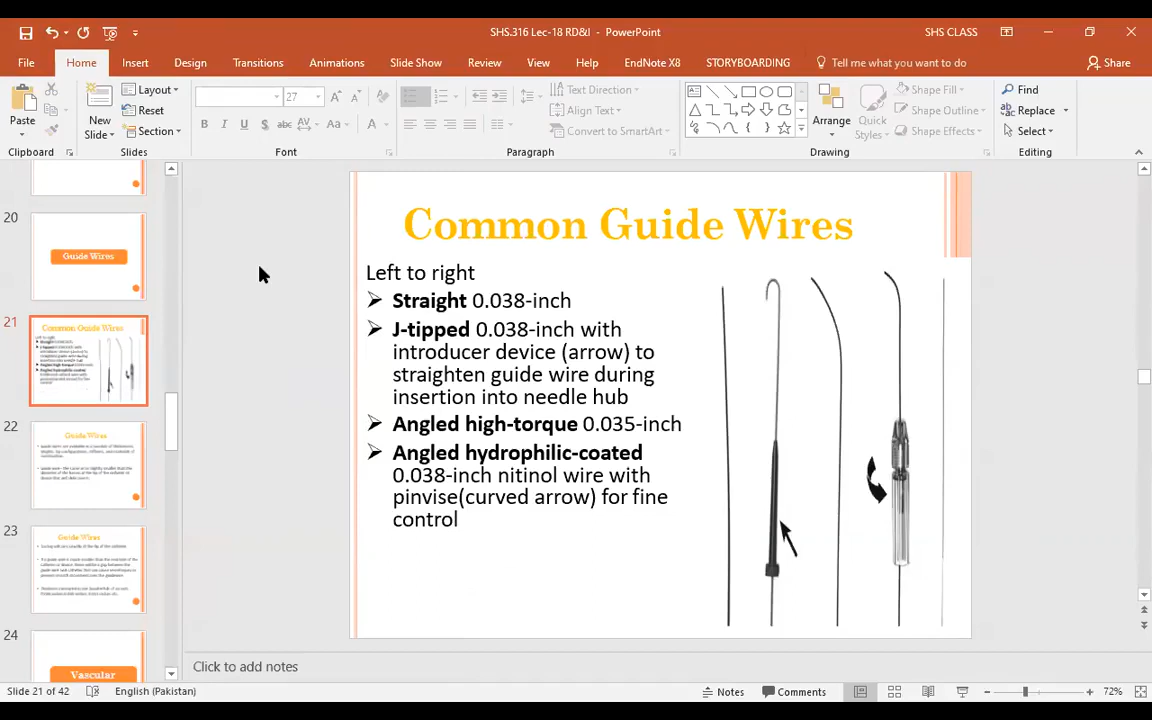 SHS.316 Lec-18 RD&I - PowerPoint
SHS CLASS
File Home Insert Design Transitions Animations Slide Show Review View Help EndNote X8 STORYBOARDING Tell me what you want to do Share
Paste
Clipboard
New Slide
Layout
Reset
Section
Slides
27
B I U S abc AV Aa A
Font
Text Direction
Align Text
Convert to SmartArt
Paragraph
Arrange
Quick Styles
Shape Fill
Shape Outline
Shape Effects
Drawing
Find
Replace
Select
Editing
20
Guide Wires
21
Common Guide Wires
22
Guide Wires
23
Guide Wires
24
Vascular
Common Guide Wires
Left to right
Straight 0.038-inch
J-tipped 0.038-inch with
introducer device (arrow) to
straighten guide wire during
insertion into needle hub
Angled high-torque 0.035-inch
Angled hydrophilic-coated
0.038-inch nitinol wire with
pinvise(curved arrow) for fine
control
Click to add notes
Slide 21 of 42
English (Pakistan)
Notes
Comments
72%